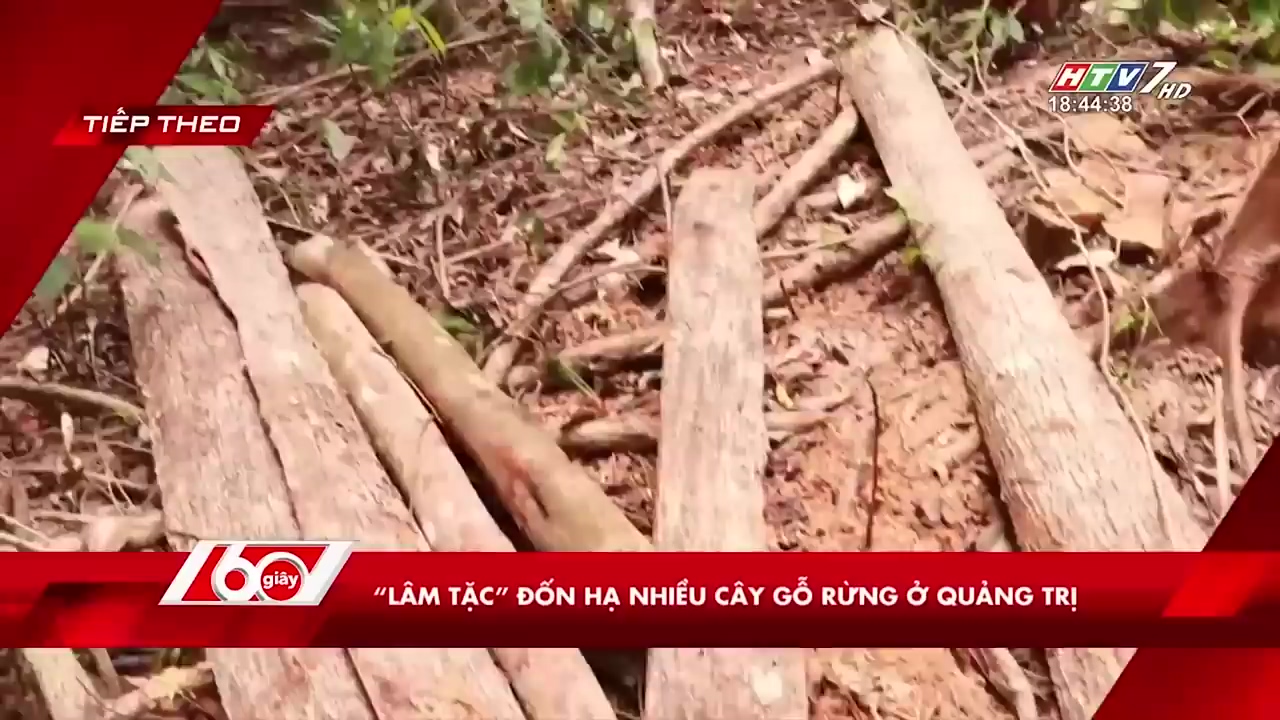 HTV7 HD
18:44:38
TIẾP THEO
60 giây
“LÂM TẶC” ĐỐN HẠ NHIỀU CÂY GỖ RỪNG Ở QUẢNG TRỊ